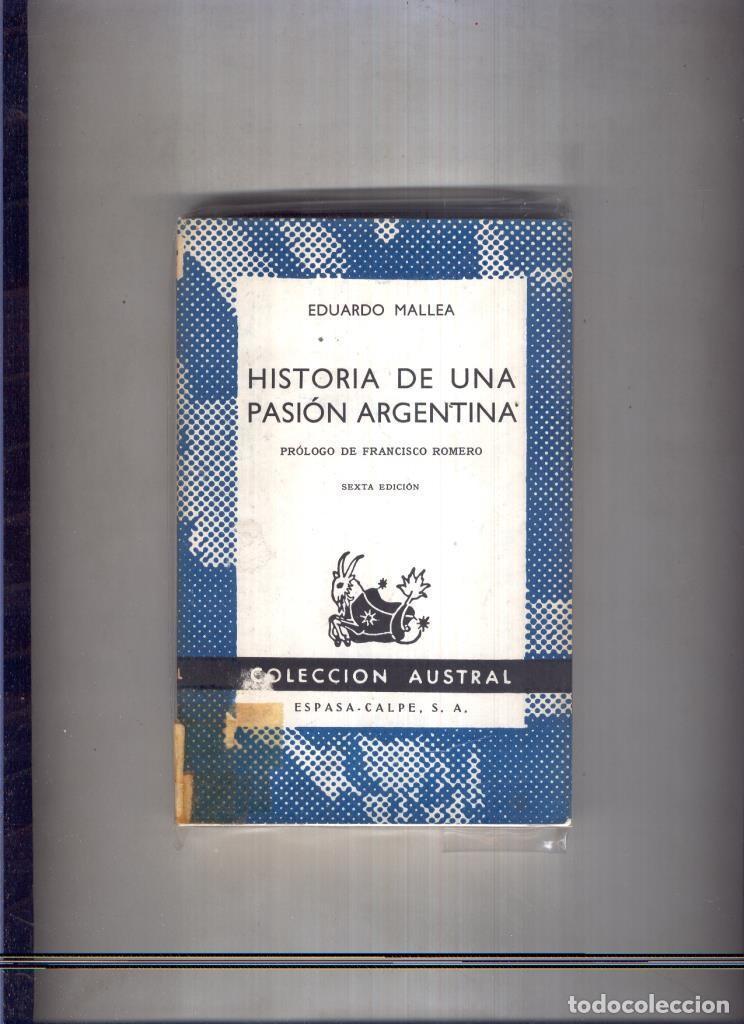 EDUARDO MALLEA
HISTORIA DE UNA
PASIÓN ARGENTINA
PRÓLOGO DE FRANCISCO ROMERO
SEXTA EDICIÓN
L
COLECCION AUSTRAL
ESPASA-CALPE, S. A.
todocoleccion